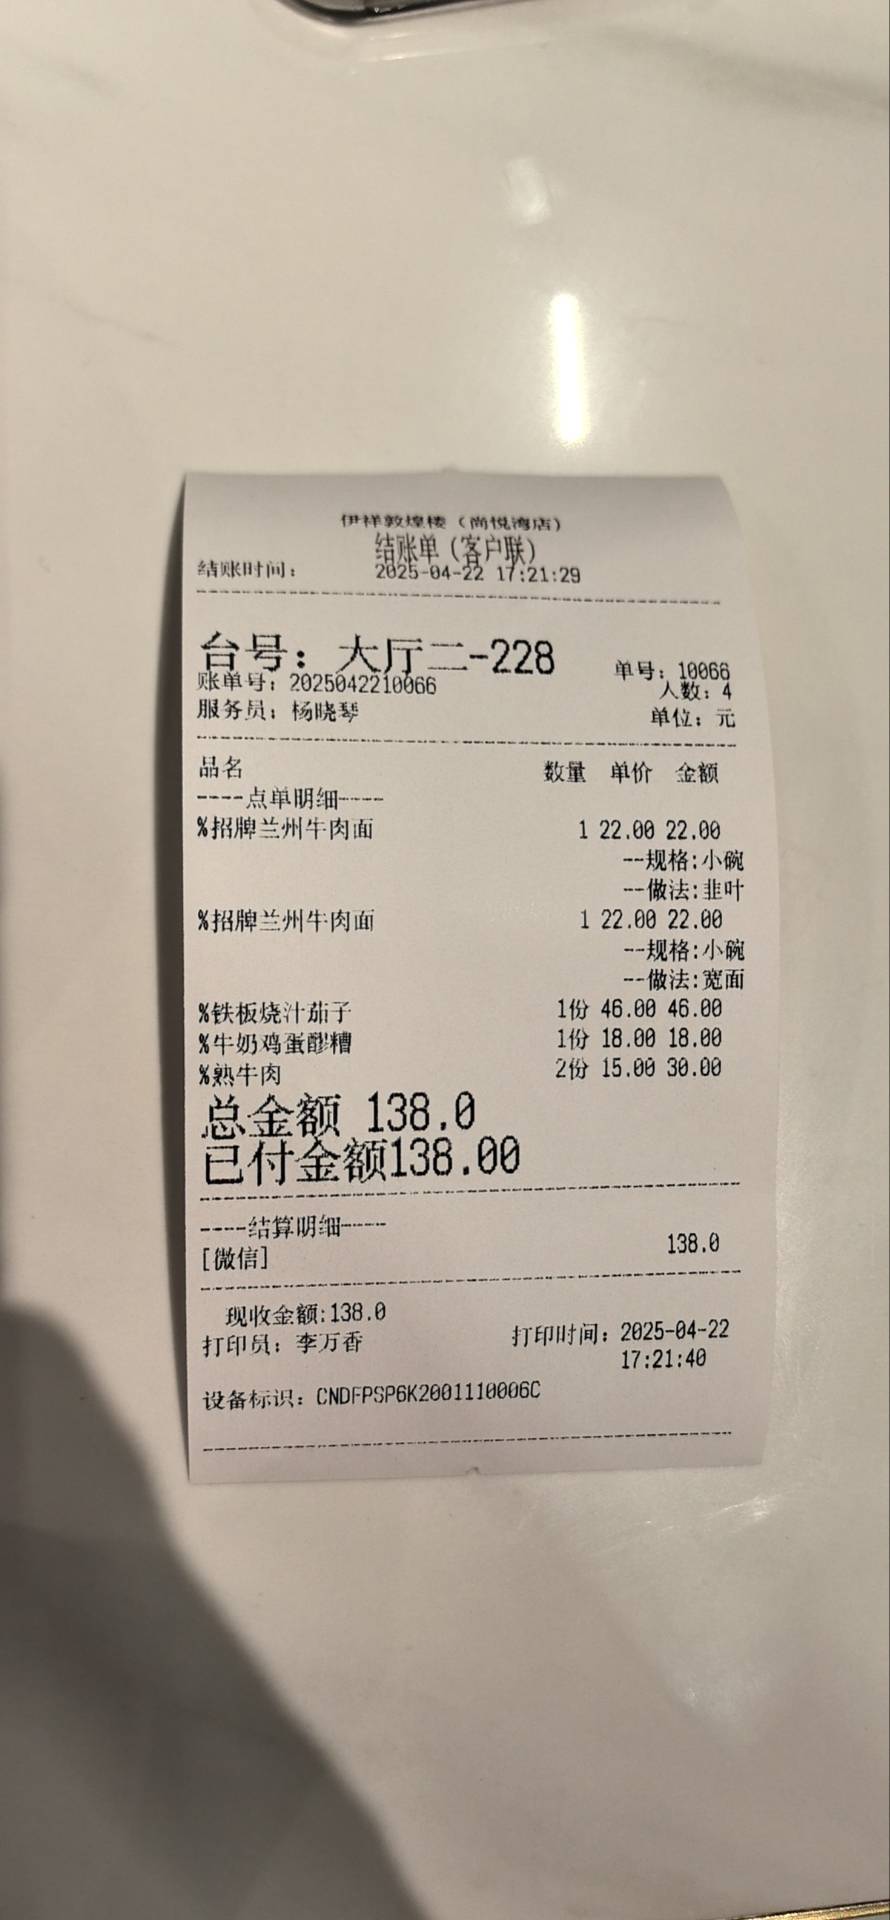 伊祥敦煌楼（尚悦湾店）
结账单（客户联）
结账时间： 2025-04-22 17:21:29
台号：大厅二-228 单号：10066
账单号：2025042210066 人数：4
服务员：杨晓琴 单位：元
品名 数量 单价 金额
----点单明细----
%招牌兰州牛肉面 1 22.00 22.00
--规格:小碗
--做法:韭叶
%招牌兰州牛肉面 1 22.00 22.00
--规格:小碗
--做法:宽面
%铁板烧汁茄子 1份 46.00 46.00
%牛奶鸡蛋醪糟 1份 18.00 18.00
%熟牛肉 2份 15.00 30.00
总金额 138.0
已付金额138.00
----结算明细----
[微信] 138.0
现收金额:138.0
打印员：李万香 打印时间：2025-04-22
17:21:40
设备标识：CNDFPSP6K2001110006C